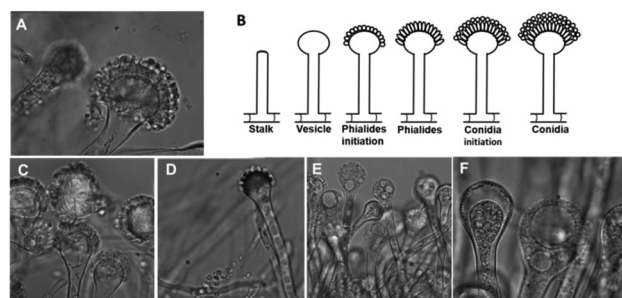 A
B
Stalk Vesicle Phialides Phialides Conidia Conidia
initiation initiation
C
D
E
F